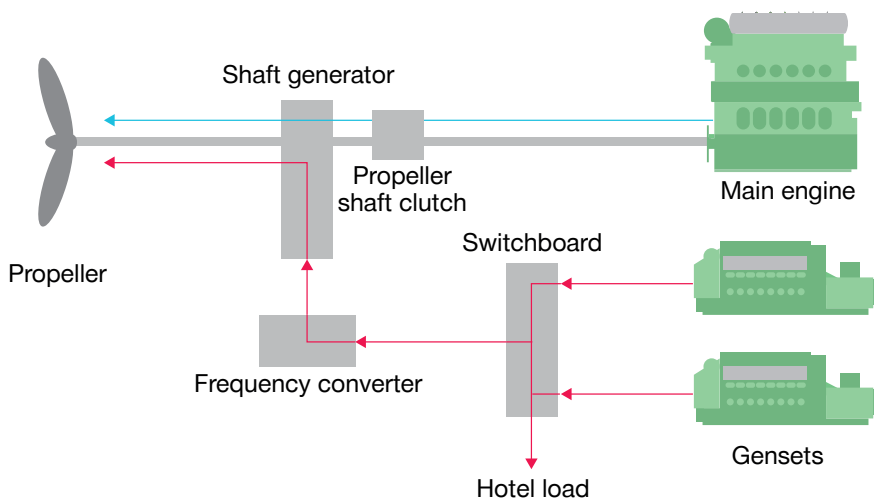 Shaft generator
Propeller
shaft clutch
Main engine
Switchboard
Propeller
Frequency converter
Gensets
Hotel load